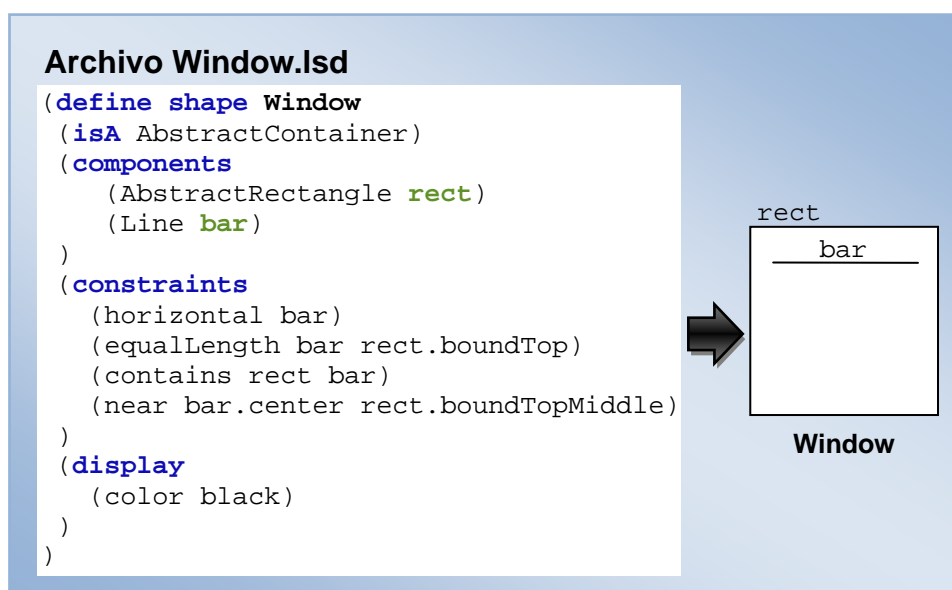 Archivo Window.lsd
(define shape Window
(isA AbstractContainer)
(components
(AbstractRectangle rect)
(Line bar)
)
(constraints
(horizontal bar)
(equalLength bar rect.boundTop)
(contains rect bar)
(near bar.center rect.boundTopMiddle)
)
(display
(color black)
)
)
rect
bar
Window